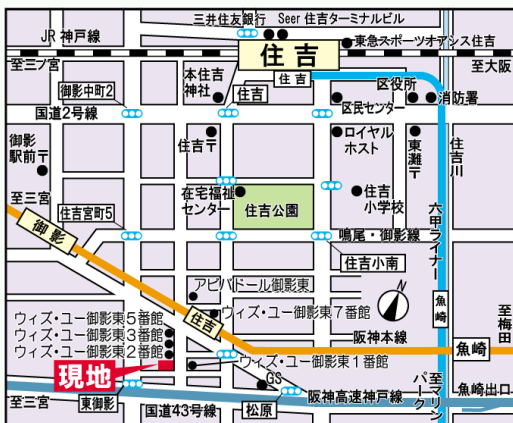 三井住友銀行
Seer 住吉ターミナルビル
JR 神戸線
住吉
東急スポーツオアシス住吉
至三ノ宮
住吉
至大阪
御影中町2
本住吉
神社
住吉
区役所
消防署
区民センター
国道2号線
住吉〒
ロイヤル
ホスト
東灘〒
住吉川
御影
駅前〒
至三宮
在宅福祉
センター
住吉公園
住吉
小学校
住吉宮町5
御影
鳴尾・御影線
六甲ライナー
住吉小南
アビバドール御影東
魚崎
至梅田
ウィズ・ユー御影東7番館
住吉
ウィズ・ユー御影東5番館
ウィズ・ユー御影東3番館
ウィズ・ユー御影東2番館
阪神本線
魚崎
ウィズ・ユー御影東1番館
現地
GS
至マリン
パーク
魚崎出口
阪神高速神戸線
至三宮
東御影
国道43号線
松原